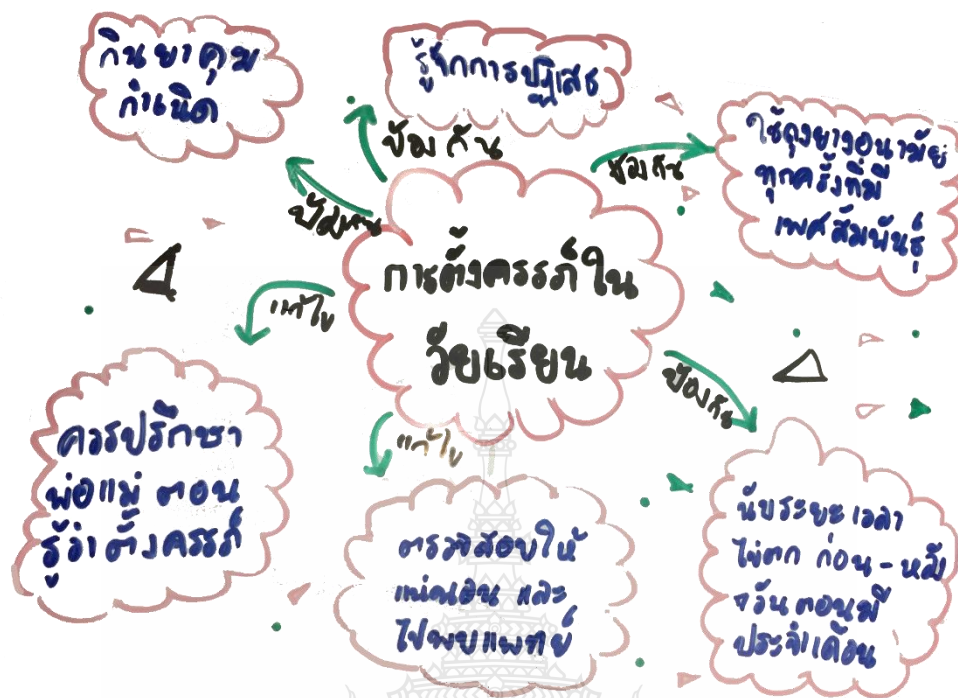 กินยาคุม
กำเนิด
รู้จักการปฏิเสธ
ป้องกัน
ป้องกัน
ป้องกัน
ใช้ถุงยางอนามัย
ทุกครั้งที่มี
เพศสัมพันธุ์
การตั้งครรภ์ใน
วัยเรียน
แก้ไข
ป้องกัน
แก้ไข
ควรปรึกษา
พ่อแม่ ตอน
รู้ว่าตั้งครรภ์
ตรวจสอบให้
แน่นอน และ
ไปพบแพทย์
นับระยะเวลา
ไข่ตก ก่อน - หลัง
7วัน ตอนมี
ประจำเดือน